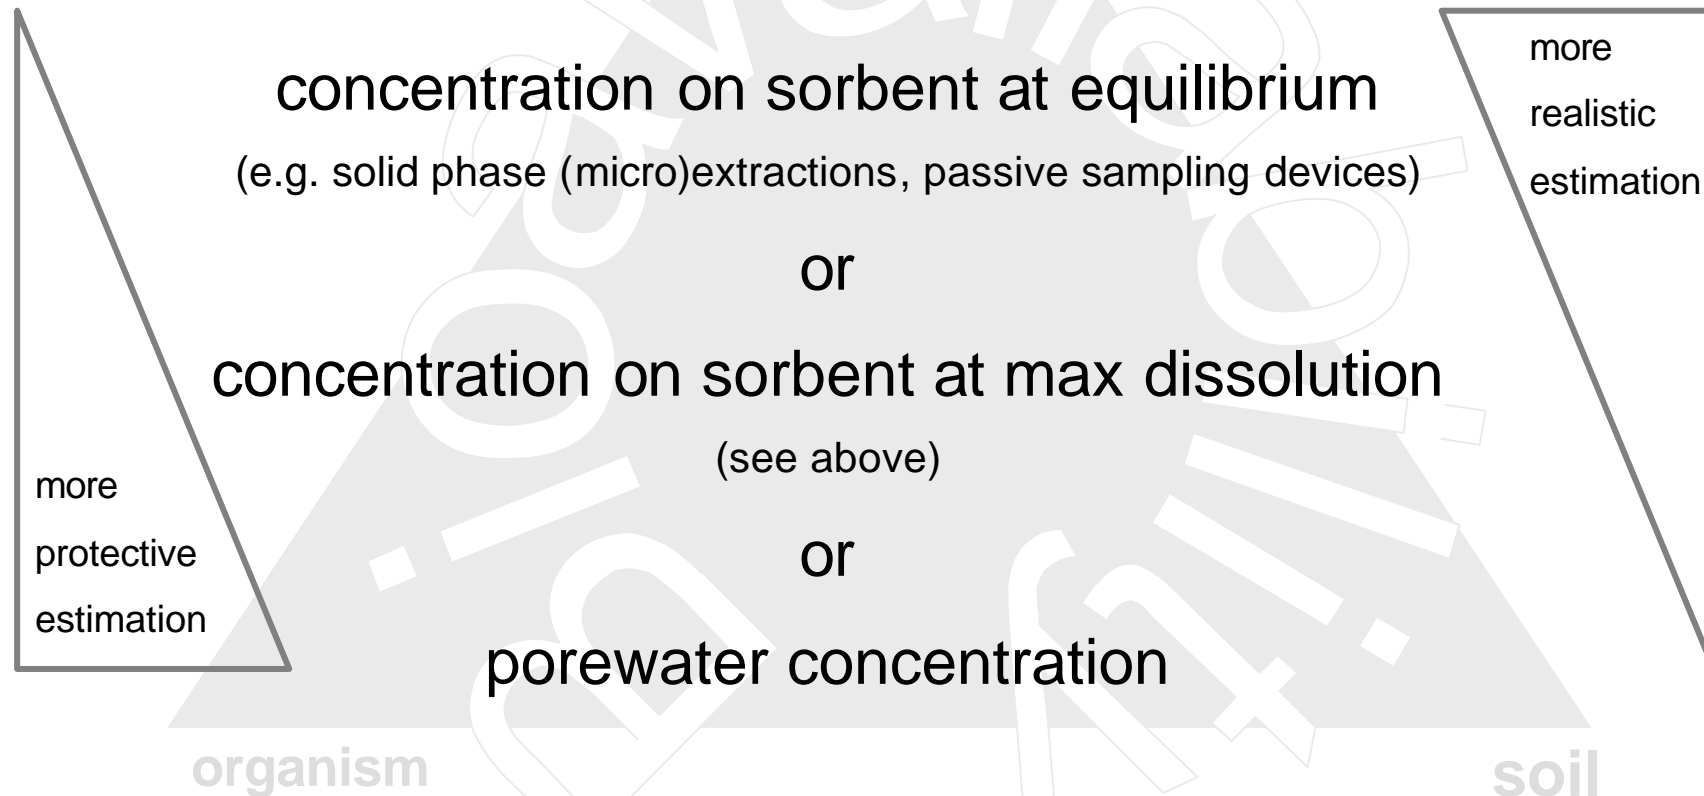 more
realistic
estimation
concentration on sorbent at equilibrium
(e.g. solid phase (micro)extractions, passive sampling devices)
or
concentration on sorbent at max dissolution
(see above)
more
protective
estimation
or
porewater concentration
organism
soil
Bioavailability